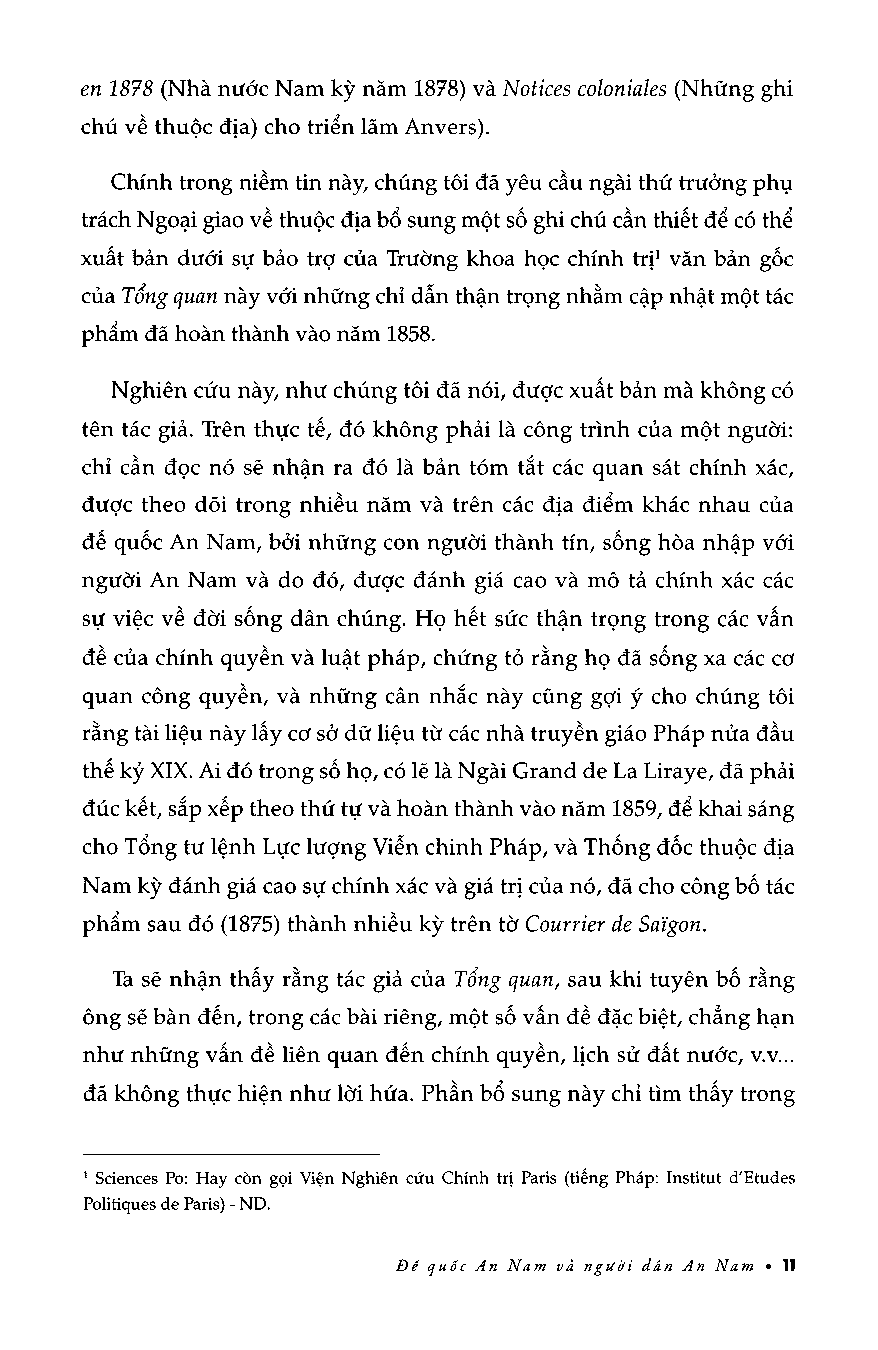 en 1878 (Nhà nước Nam kỳ năm 1878) và Notices coloniales (Những ghi
chú về thuộc địa) cho triển lãm Anvers).
Chính trong niềm tin này, chúng tôi đã yêu cầu ngài thứ trưởng phụ
trách Ngoại giao về thuộc địa bổ sung một số ghi chú cần thiết để có thể
xuất bản dưới sự bảo trợ của Trường khoa học chính trị¹ văn bản gốc
của Tổng quan này với những chỉ dẫn thận trọng nhằm cập nhật một tác
phẩm đã hoàn thành vào năm 1858.
Nghiên cứu này, như chúng tôi đã nói, được xuất bản mà không có
tên tác giả. Trên thực tế, đó không phải là công trình của một người:
chỉ cần đọc nó sẽ nhận ra đó là bản tóm tắt các quan sát chính xác,
được theo dõi trong nhiều năm và trên các địa điểm khác nhau của
đế quốc An Nam, bởi những con người thành tín, sống hòa nhập với
người An Nam và do đó, được đánh giá cao và mô tả chính xác các
sự việc về đời sống dân chúng. Họ hết sức thận trọng trong các vấn
đề của chính quyền và luật pháp, chứng tỏ rằng họ đã sống xa các cơ
quan công quyền, và những cân nhắc này cũng gợi ý cho chúng tôi
rằng tài liệu này lấy cơ sở dữ liệu từ các nhà truyền giáo Pháp nửa đầu
thế kỷ XIX. Ai đó trong số họ, có lẽ là Ngài Grand de La Liraye, đã phải
đúc kết, sắp xếp theo thứ tự và hoàn thành vào năm 1859, để khai sáng
cho Tổng tư lệnh Lực lượng Viễn chinh Pháp, và Thống đốc thuộc địa
Nam kỳ đánh giá cao sự chính xác và giá trị của nó, đã cho công bố tác
phẩm sau đó (1875) thành nhiều kỳ trên tờ Courrier de Saïgon.
Ta sẽ nhận thấy rằng tác giả của Tổng quan, sau khi tuyên bố rằng
ông sẽ bàn đến, trong các bài riêng, một số vấn đề đặc biệt, chẳng hạn
như những vấn đề liên quan đến chính quyền, lịch sử đất nước, v.v...
đã không thực hiện như lời hứa. Phần bổ sung này chỉ tìm thấy trong
¹ Sciences Po: Hay còn gọi Viện Nghiên cứu Chính trị Paris (tiếng Pháp: Institut d'Etudes
Politiques de Paris) - ND.
Đế quốc An Nam và người dân An Nam • 11